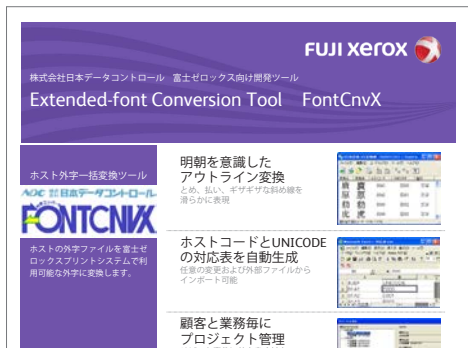 FUJI xerox
株式会社日本データコントロール 富士ゼロックス向け開発ツール
Extended-font Conversion Tool FontCnvX
ホスト外字一括変換ツール
NDC 日本データコントロール
FONTCNVX
ホストの外字ファイルを富士ゼ
ロックスプリントシステムで利
用可能な外字に変換します。
明朝を意識した
アウトライン変換
とめ、払い、ギザギザな斜め線を
滑らかに表現
ホストコードとUNICODE
の対応表を自動生成
任意の変更および外部ファイルから
インポート可能
顧客と業務毎に
プロジェクト管理